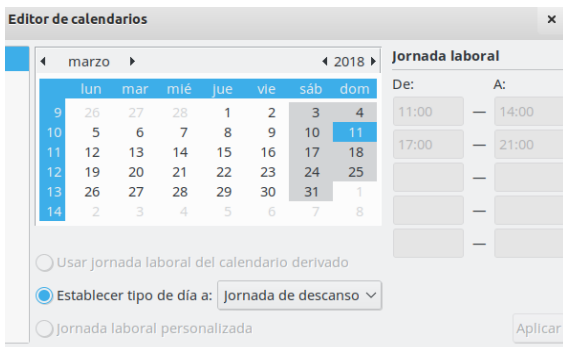 Editor de calendarios ×
marzo 2018
lun mar mié jue vie sáb dom
9 26 27 28 1 2 3 4
10 5 6 7 8 9 10 11
11 12 13 14 15 16 17 18
12 19 20 21 22 23 24 25
13 26 27 28 29 30 31 1
14 2 3 4 5 6 7 8
Usar jornada laboral del calendario derivado
Establecer tipo de día a: Jornada de descanso
Jornada laboral personalizada
Jornada laboral
De: A:
11:00 — 14:00
17:00 — 21:00
—
—
—
Aplicar